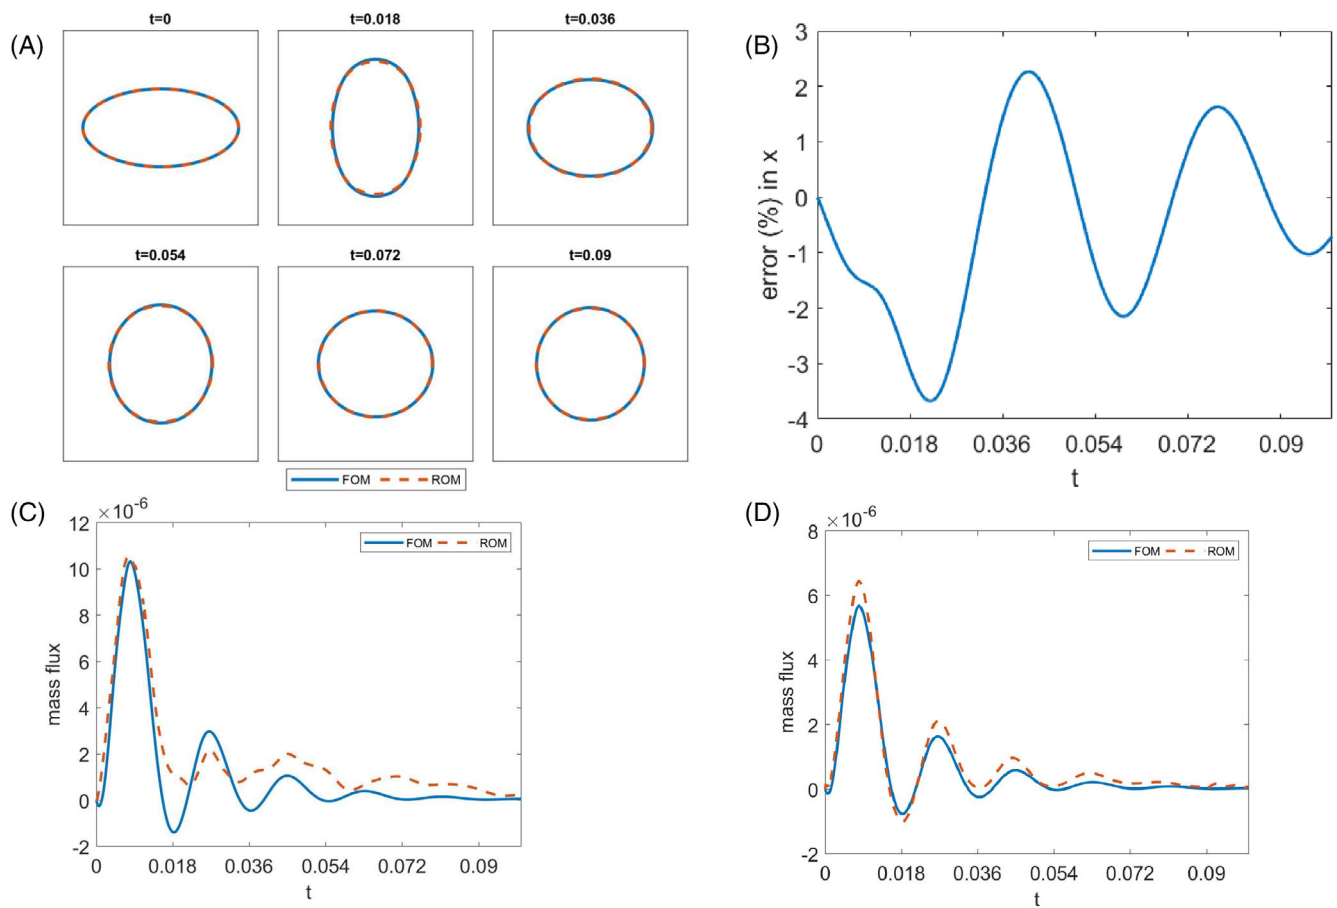 (A)
t=0 t=0.018 t=0.036
t=0.054 t=0.072 t=0.09
FOM ROM
(B)
3
2
1
0
-1
-2
-3
-4
error (%) in x
0 0.018 0.036 0.054 0.072 0.09
t
(C)
×10⁻⁶
12
10
8
6
4
2
0
-2
mass flux
FOM ROM
0 0.018 0.036 0.054 0.072 0.09
t
(D)
×10⁻⁶
8
6
4
2
0
-2
mass flux
FOM ROM
0 0.018 0.036 0.054 0.072 0.09
t